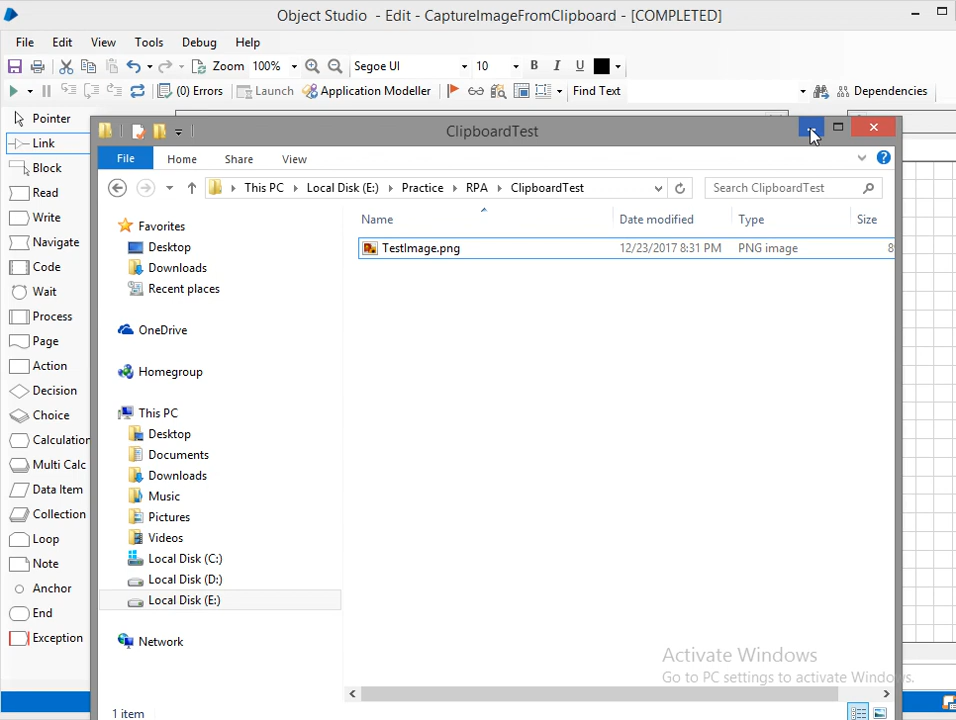 Object Studio - Edit - CaptureImageFromClipboard - [COMPLETED]
File Edit View Tools Debug Help
Zoom 100% Segoe UI 10 B I U
(0) Errors Launch Application Modeller Find Text Dependencies
Pointer
Link
Block
Read
Write
Navigate
Code
Wait
Process
Page
Action
Decision
Choice
Calculation
Multi Calc
Data Item
Collection
Loop
Note
Anchor
End
Exception
ClipboardTest
File Home Share View
This PC Local Disk (E:) Practice RPA ClipboardTest Search ClipboardTest
Name Date modified Type Size
TestImage.png 12/23/2017 8:31 PM PNG image
Favorites
Desktop
Downloads
Recent places
OneDrive
Homegroup
This PC
Desktop
Documents
Downloads
Music
Pictures
Videos
Local Disk (C:)
Local Disk (D:)
Local Disk (E:)
Network
Activate Windows
Go to PC settings to activate Windows.
1 item